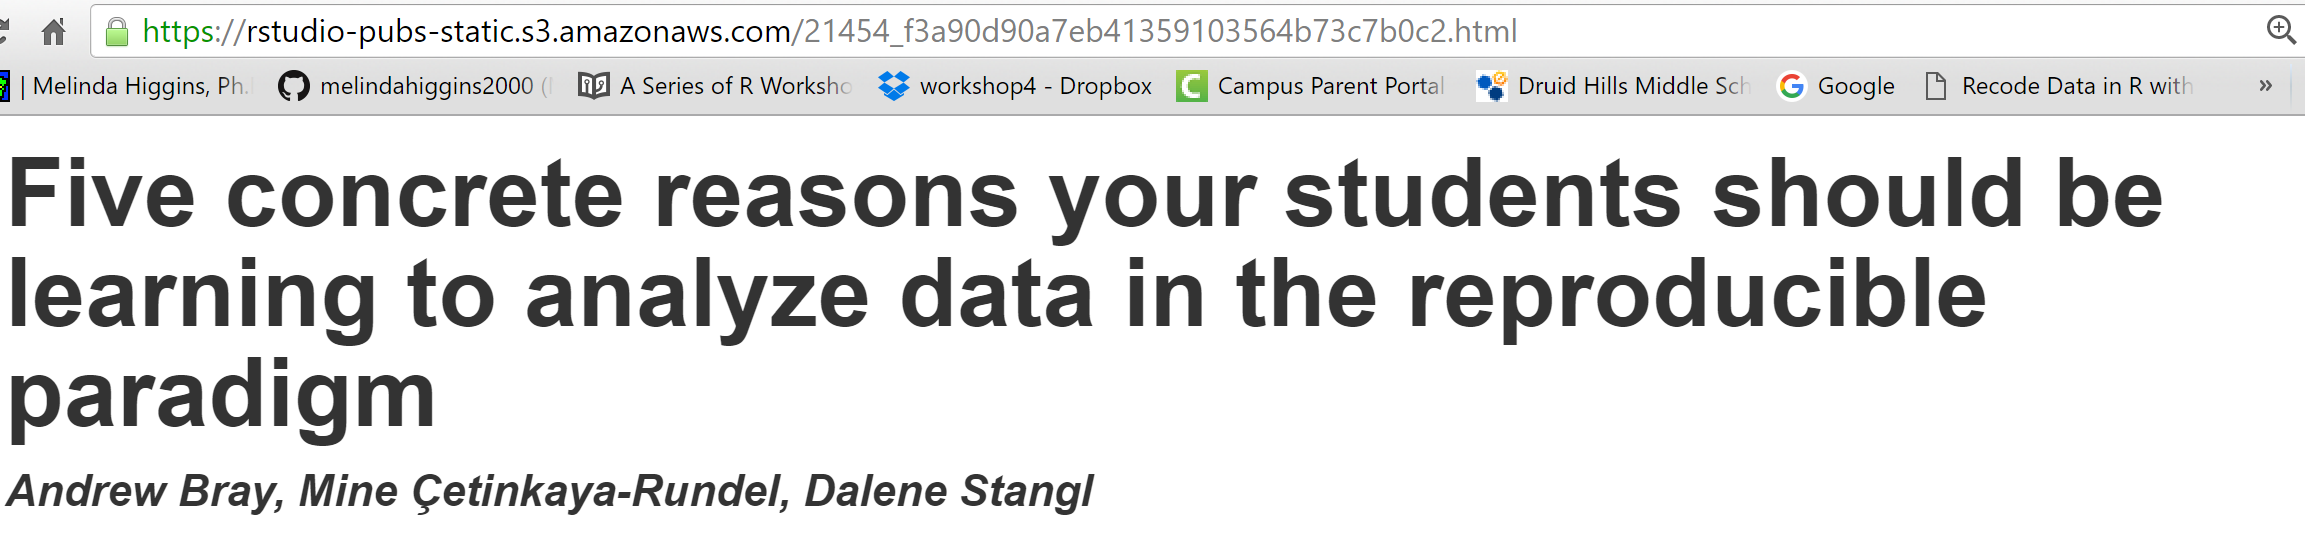 https://rstudio-pubs-static.s3.amazonaws.com/21454_f3a90d90a7eb41359103564b73c7b0c2.html
| Melinda Higgins, Ph. melindahiggins2000 ( A Series of R Worksho workshop4 - Dropbox Campus Parent Portal Druid Hills Middle Sch Google Recode Data in R with »
Five concrete reasons your students should be
learning to analyze data in the reproducible
paradigm
Andrew Bray, Mine Çetinkaya-Rundel, Dalene Stangl